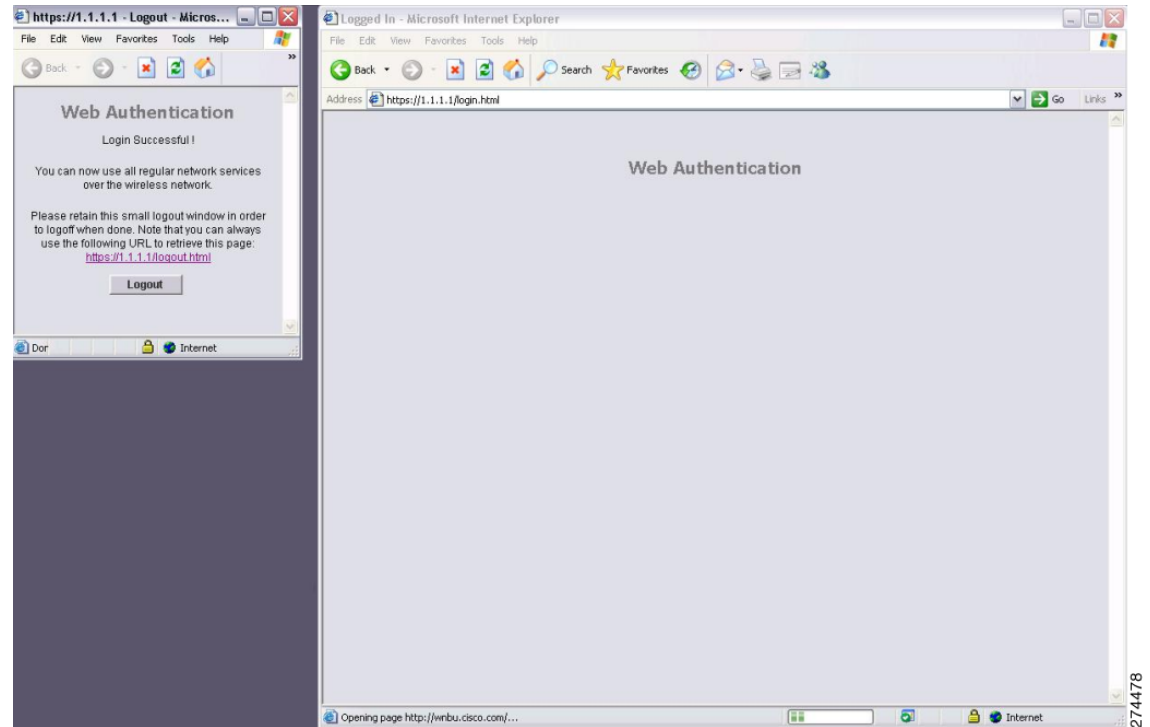 https://1.1.1.1 - Logout - Micros...
File Edit View Favorites Tools Help
Back
Web Authentication
Login Successful !
You can now use all regular network services
over the wireless network.
Please retain this small logout window in order
to logoff when done. Note that you can always
use the following URL to retrieve this page:
https://1.1.1.1/logout.html
Logout
Dor
Internet
Logged In - Microsoft Internet Explorer
File Edit View Favorites Tools Help
Back Search Favorites
Address https://1.1.1.1/login.html Go Links
Web Authentication
Opening page http://wnbu.cisco.com/...
Internet
274478